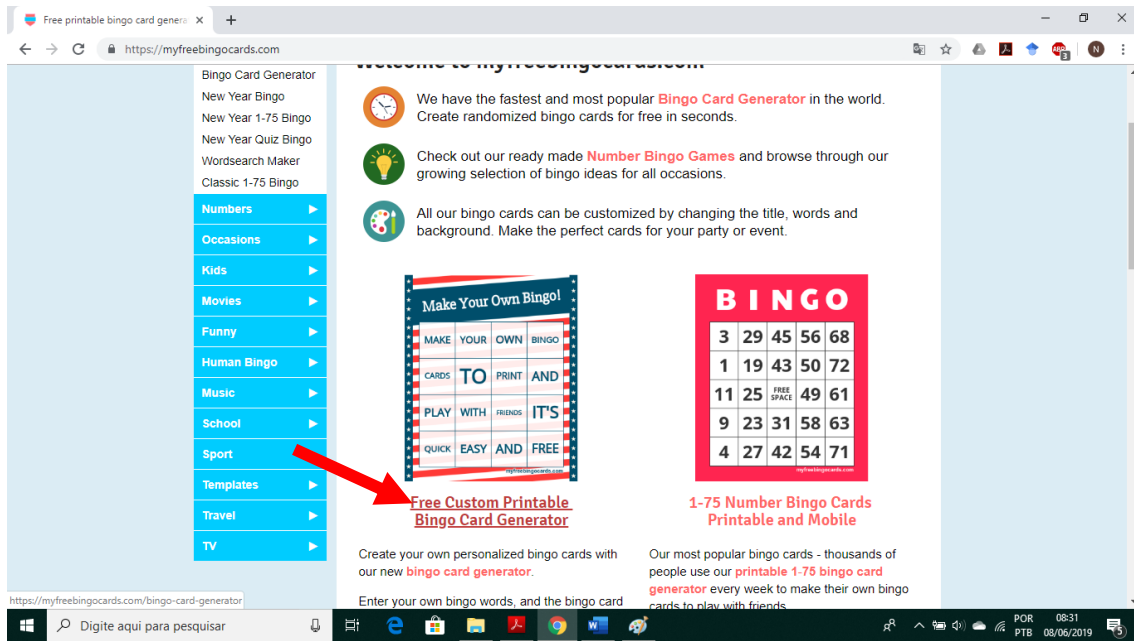 Free printable bingo card genera
https://myfreebingocards.com
N
Welcome to myfreebingocards.com
Bingo Card Generator
New Year Bingo
New Year 1-75 Bingo
New Year Quiz Bingo
Wordsearch Maker
Classic 1-75 Bingo
Numbers
Occasions
Kids
Movies
Funny
Human Bingo
Music
School
Sport
Templates
Travel
TV
We have the fastest and most popular Bingo Card Generator in the world.
Create randomized bingo cards for free in seconds.
Check out our ready made Number Bingo Games and browse through our
growing selection of bingo ideas for all occasions.
All our bingo cards can be customized by changing the title, words and
background. Make the perfect cards for your party or event.
Make Your Own Bingo!
MAKE YOUR OWN BINGO
CARDS TO PRINT AND
PLAY WITH FRIENDS IT'S
QUICK EASY AND FREE
myfreebingocards.com
Free Custom Printable
Bingo Card Generator
Create your own personalized bingo cards with
our new bingo card generator.
Enter your own bingo words, and the bingo card
BINGO
3 29 45 56 68
1 19 43 50 72
11 25 FREE SPACE 49 61
9 23 31 58 63
4 27 42 54 71
myfreebingocards.com
1-75 Number Bingo Cards
Printable and Mobile
Our most popular bingo cards - thousands of
people use our printable 1-75 bingo card
generator every week to make their own bingo
cards to play with friends
https://myfreebingocards.com/bingo-card-generator
Digite aqui para pesquisar
POR
PTB
08:31
08/06/2019
5